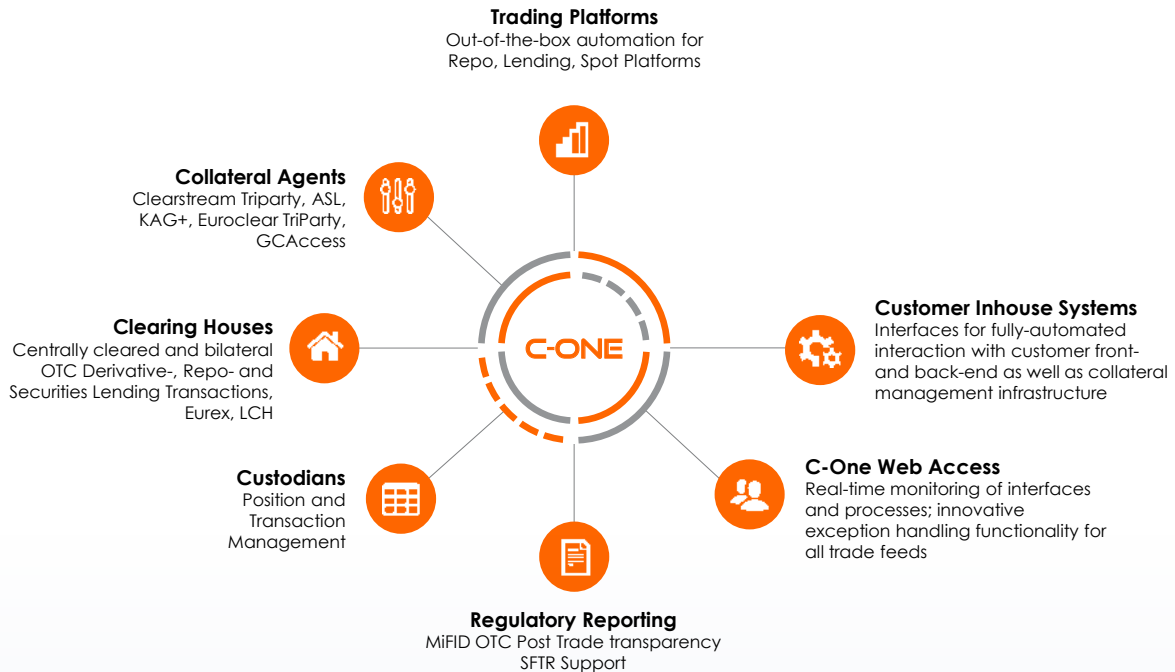 Trading Platforms
Out-of-the-box automation for
Repo, Lending, Spot Platforms
Collateral Agents
Clearstream Triparty, ASL,
KAG+, Euroclear TriParty,
GCAccess
Clearing Houses
Centrally cleared and bilateral
OTC Derivative-, Repo- and
Securities Lending Transactions,
Eurex, LCH
Custodians
Position and
Transaction
Management
C-ONE
Customer Inhouse Systems
Interfaces for fully-automated
interaction with customer front-
and back-end as well as collateral
management infrastructure
C-One Web Access
Real-time monitoring of interfaces
and processes; innovative
exception handling functionality for
all trade feeds
Regulatory Reporting
MiFID OTC Post Trade transparency
SFTR Support